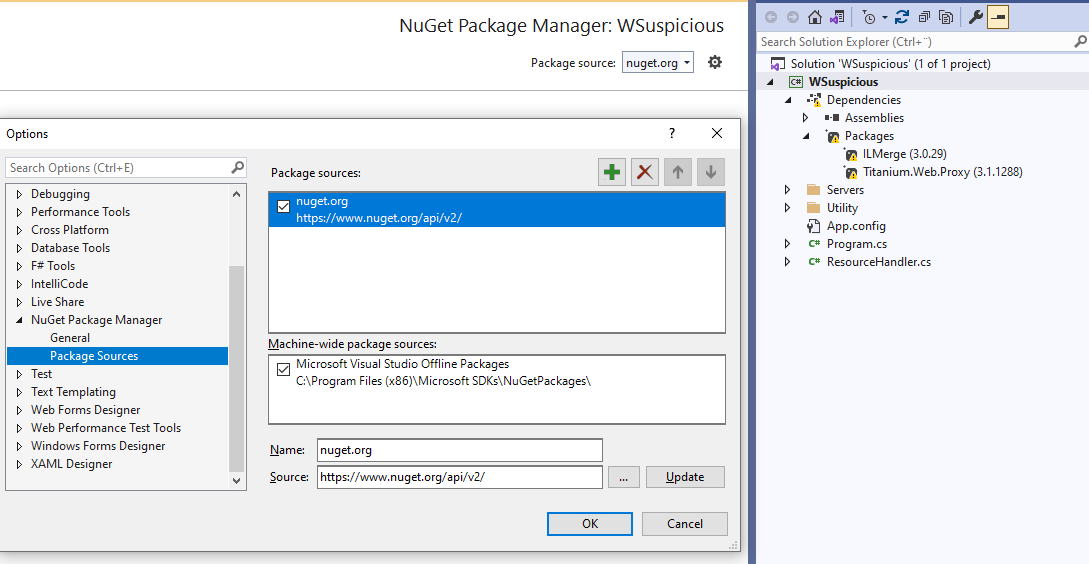 NuGet Package Manager: WSuspicious
Package source: nuget.org
Options
?
Search Options (Ctrl+E)
Debugging
Performance Tools
Cross Platform
Database Tools
F# Tools
IntelliCode
Live Share
NuGet Package Manager
General
Package Sources
Test
Text Templating
Web Forms Designer
Web Performance Test Tools
Windows Forms Designer
XAML Designer
Package sources:
nuget.org
https://www.nuget.org/api/v2/
Machine-wide package sources:
Microsoft Visual Studio Offline Packages
C:\Program Files (x86)\Microsoft SDKs\NuGetPackages\
Name: nuget.org
Source: https://www.nuget.org/api/v2/ ... Update
OK Cancel
Search Solution Explorer (Ctrl+¨)
Solution 'WSuspicious' (1 of 1 project)
C# WSuspicious
Dependencies
Assemblies
Packages
ILMerge (3.0.29)
Titanium.Web.Proxy (3.1.1288)
Servers
Utility
App.config
C# Program.cs
C# ResourceHandler.cs